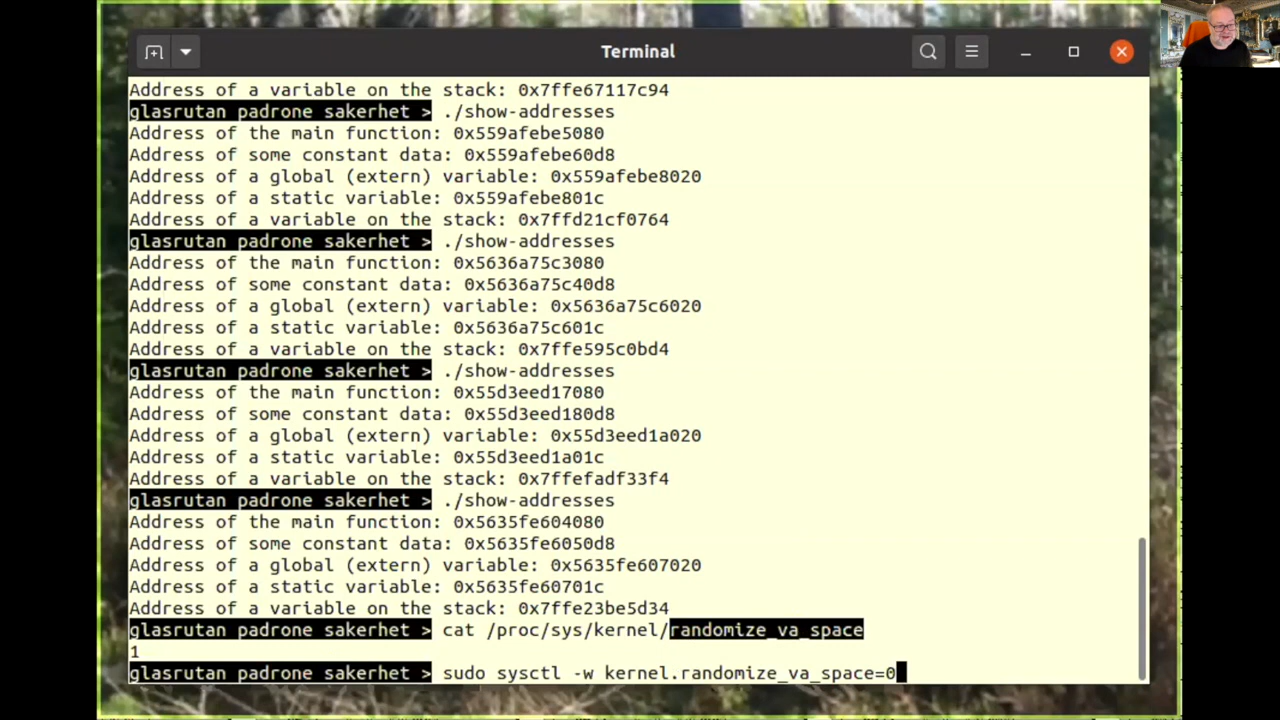 Terminal
Address of a variable on the stack: 0x7ffe67117c94
glasrutan padrone sakerhet > ./show-addresses
Address of the main function: 0x559afebe5080
Address of some constant data: 0x559afebe60d8
Address of a global (extern) variable: 0x559afebe8020
Address of a static variable: 0x559afebe801c
Address of a variable on the stack: 0x7ffd21cf0764
glasrutan padrone sakerhet > ./show-addresses
Address of the main function: 0x5636a75c3080
Address of some constant data: 0x5636a75c40d8
Address of a global (extern) variable: 0x5636a75c6020
Address of a static variable: 0x5636a75c601c
Address of a variable on the stack: 0x7ffe595c0bd4
glasrutan padrone sakerhet > ./show-addresses
Address of the main function: 0x55d3eed17080
Address of some constant data: 0x55d3eed180d8
Address of a global (extern) variable: 0x55d3eed1a020
Address of a static variable: 0x55d3eed1a01c
Address of a variable on the stack: 0x7ffefadf33f4
glasrutan padrone sakerhet > ./show-addresses
Address of the main function: 0x5635fe604080
Address of some constant data: 0x5635fe6050d8
Address of a global (extern) variable: 0x5635fe607020
Address of a static variable: 0x5635fe60701c
Address of a variable on the stack: 0x7ffe23be5d34
glasrutan padrone sakerhet > cat /proc/sys/kernel/randomize_va_space
1
glasrutan padrone sakerhet > sudo sysctl -w kernel.randomize_va_space=0